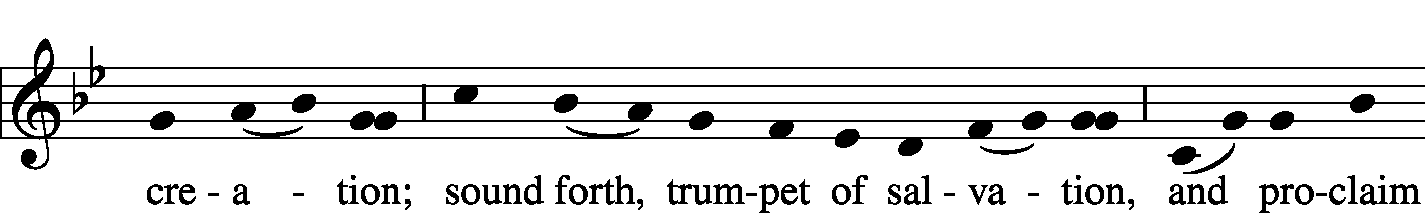 cre - a - tion; sound forth, trum-pet of sal - va - tion, and pro-claim